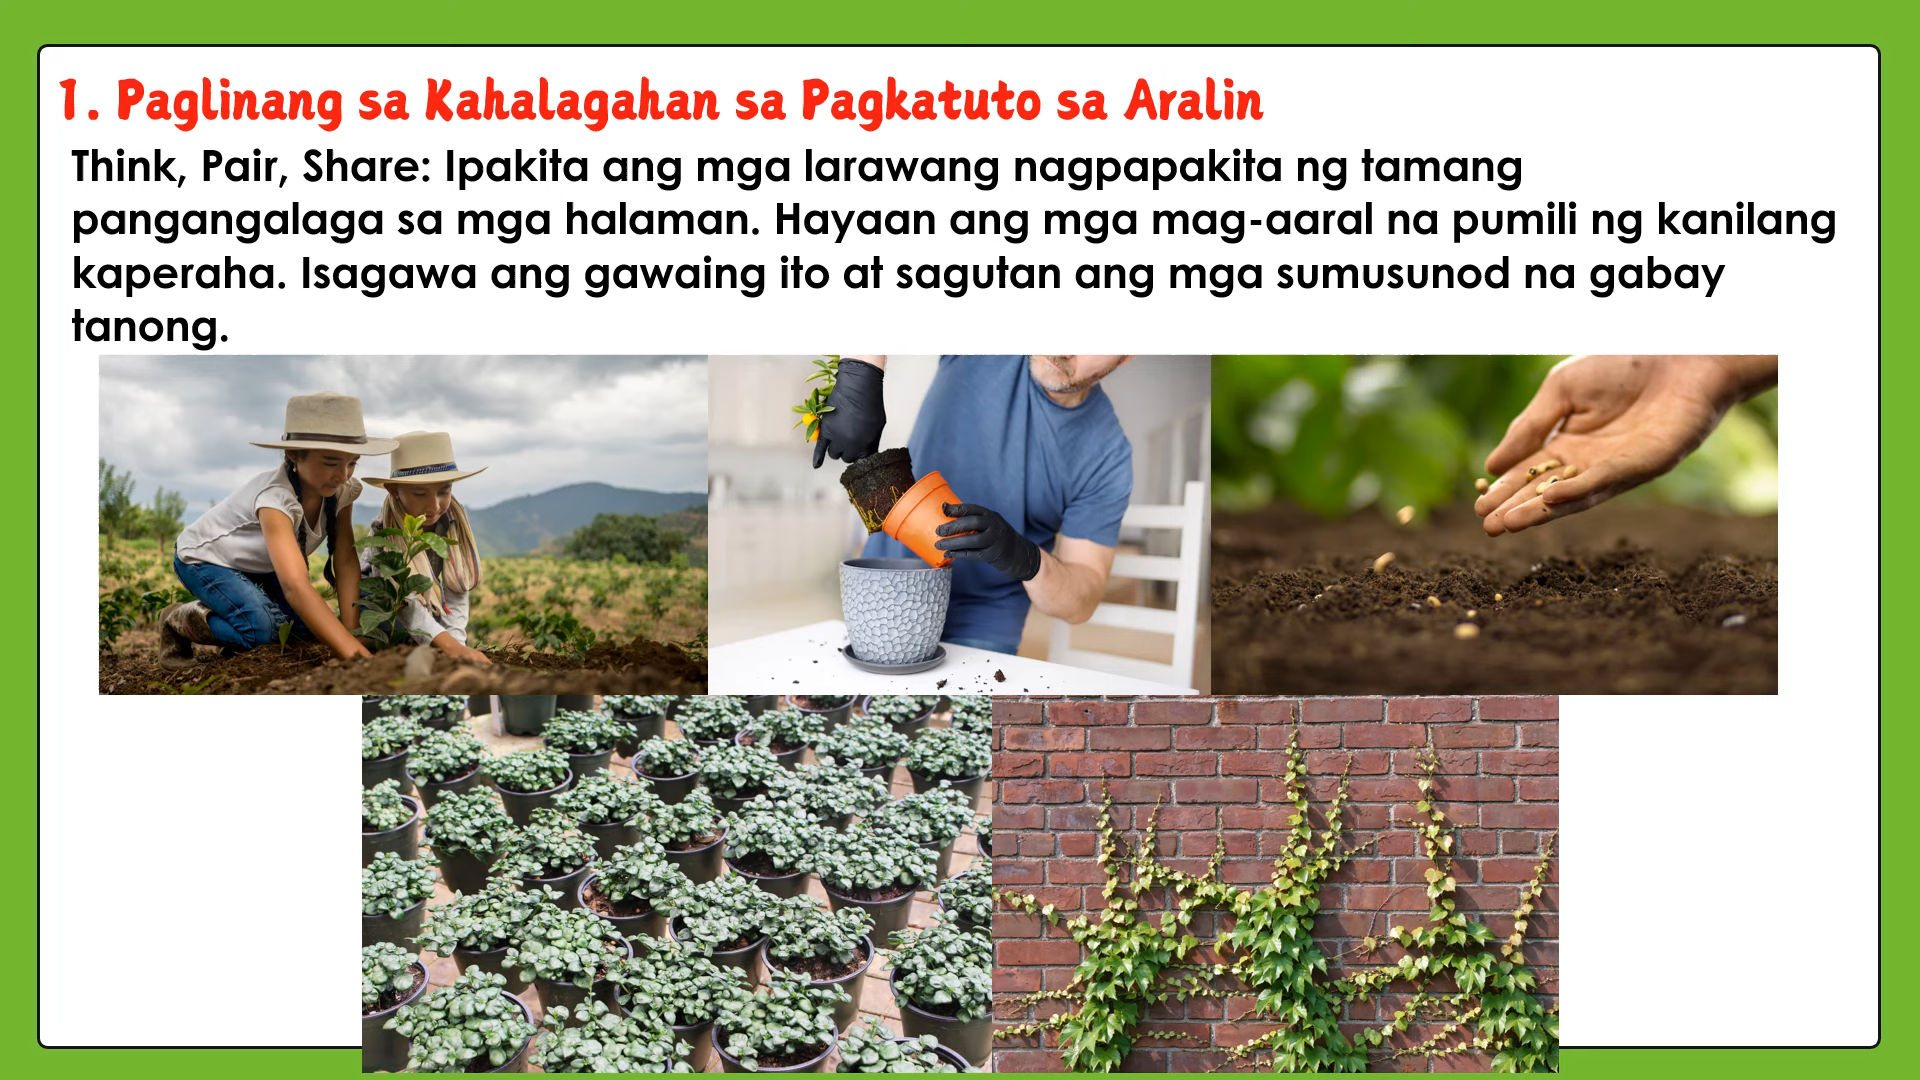 1. Paglinang sa Kahalagahan sa Pagkatuto sa Aralin
Think, Pair, Share: Ipakita ang mga larawang nagpapakita ng tamang
pangangalaga sa mga halaman. Hayaan ang mga mag-aaral na pumili ng kanilang
kaperaha. Isagawa ang gawaing ito at sagutan ang mga sumusunod na gabay
tanong.